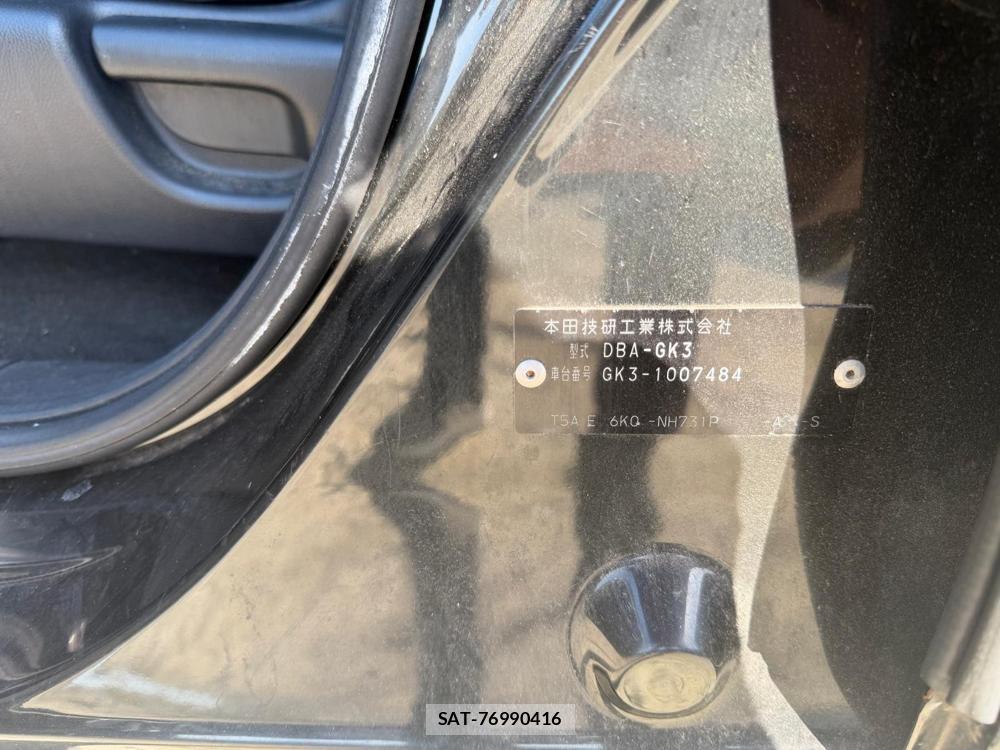 本田技研工業株式会社
型式 DBA-GK3
車台番号 GK3-1007484
T5A E 6KO -NH731P -S
SAT-76990416